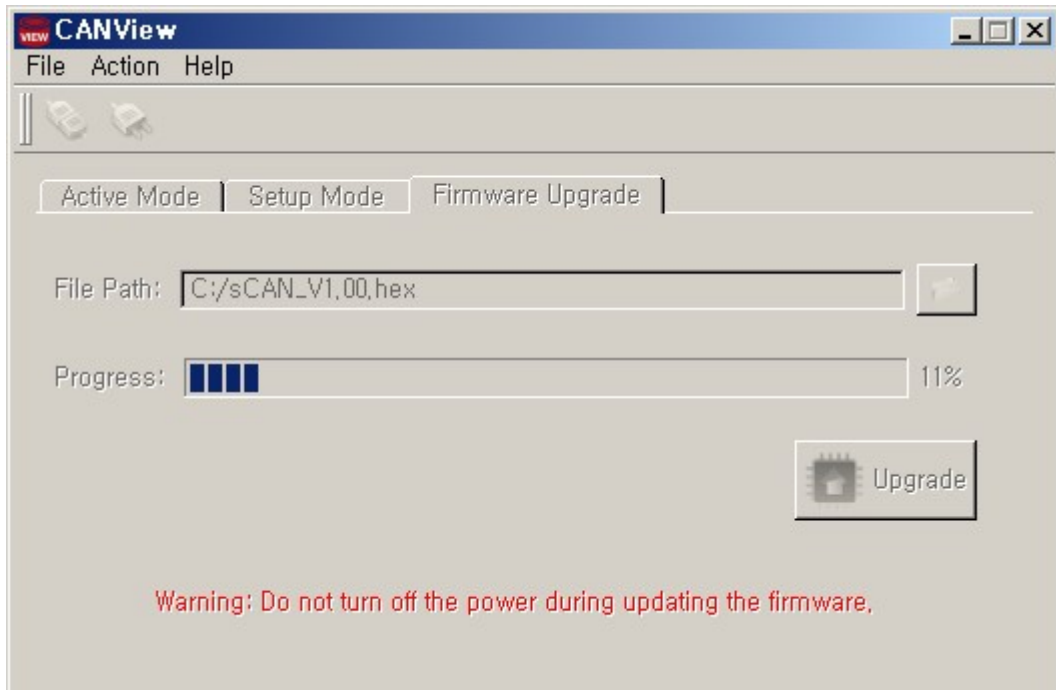 VIEW CANView
File Action Help
Active Mode Setup Mode Firmware Upgrade
File Path: C:/sCAN_V1.00.hex
Progress: 11%
Upgrade
Warning: Do not turn off the power during updating the firmware.